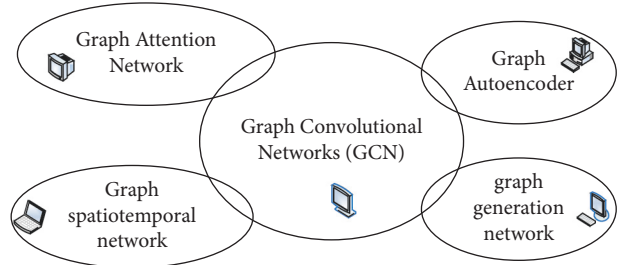 Graph Attention
Network
Graph
Autoencoder
Graph Convolutional
Networks (GCN)
Graph
spatiotemporal
network
graph
generation
network